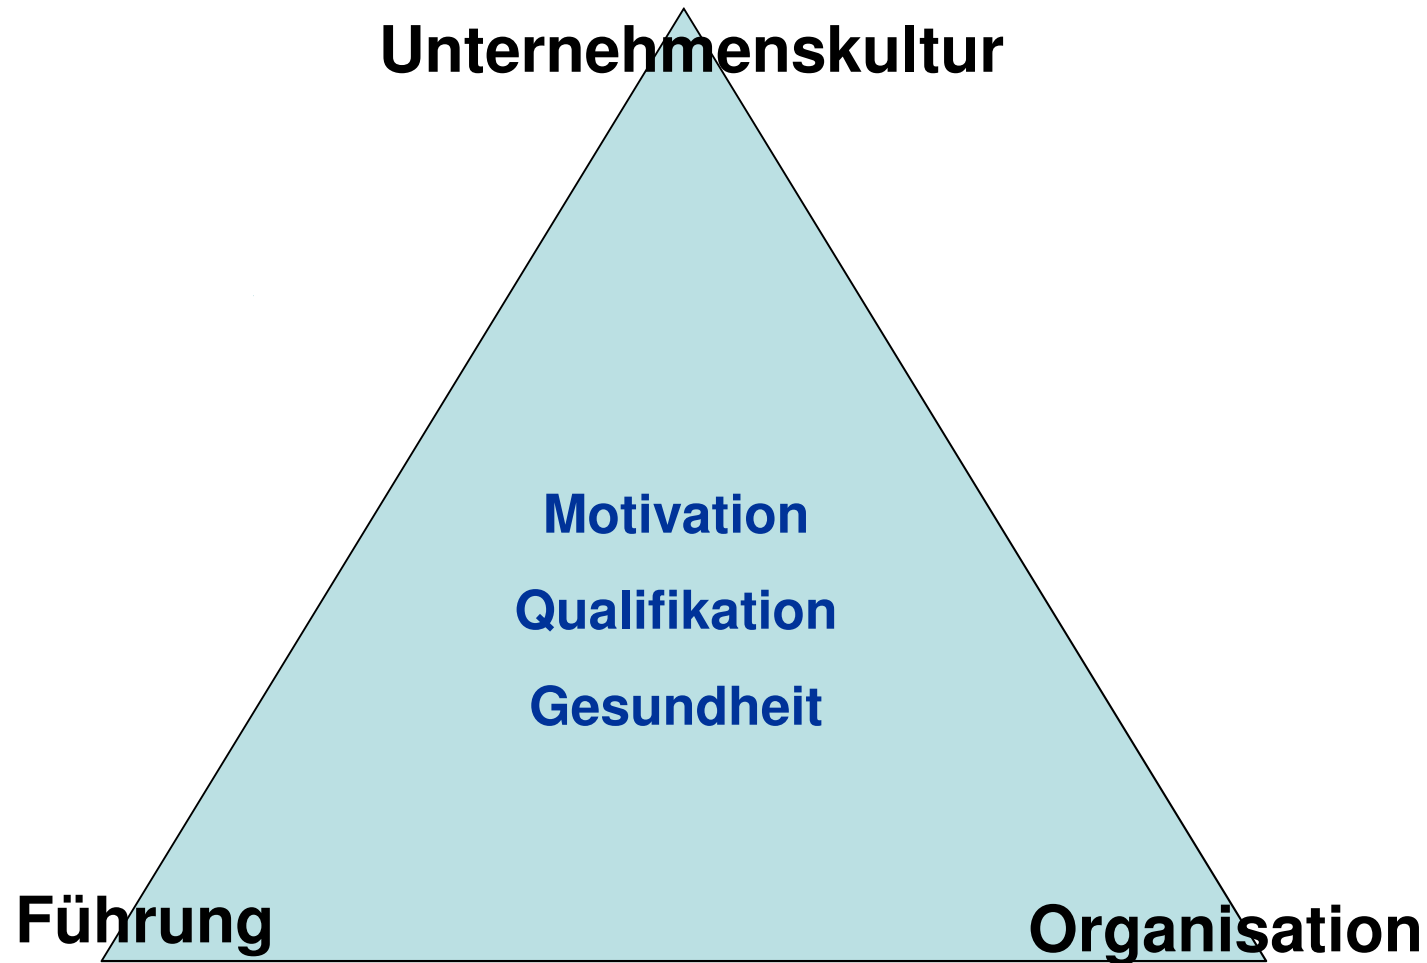 Unternehmenskultur
Motivation
Qualifikation
Gesundheit
Führung
Organisation